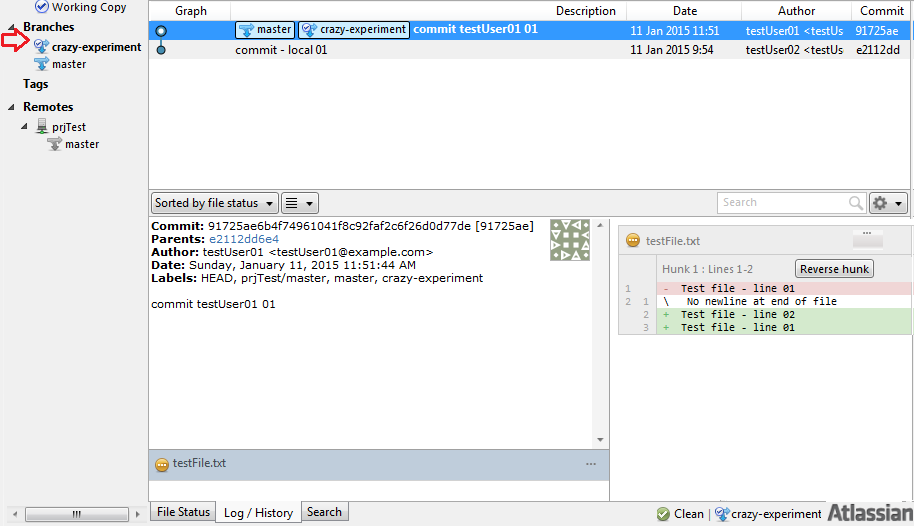 Working Copy
Branches
crazy-experiment
master
Tags
Remotes
prjTest
master
Graph Description Date Author Commit
master crazy-experiment commit testUser01 01 11 Jan 2015 11:51 testUser01 <testUs 91725ae
commit - local 01 11 Jan 2015 9:54 testUser02 <testUs e2112dd
Sorted by file status
Search
Commit: 91725ae6b4f74961041f8c92faf2c6f26d0d77de [91725ae]
Parents: e2112dd6e4
Author: testUser01 <testUser01@example.com>
Date: Sunday, January 11, 2015 11:51:44 AM
Labels: HEAD, prjTest/master, master, crazy-experiment
commit testUser01 01
testFile.txt
...
testFile.txt
...
Hunk 1 : Lines 1-2 Reverse hunk
1 - Test file - line 01
2 1 \ No newline at end of file
2 + Test file - line 02
3 + Test file - line 01
File Status Log / History Search
Clean | crazy-experiment Atlassian